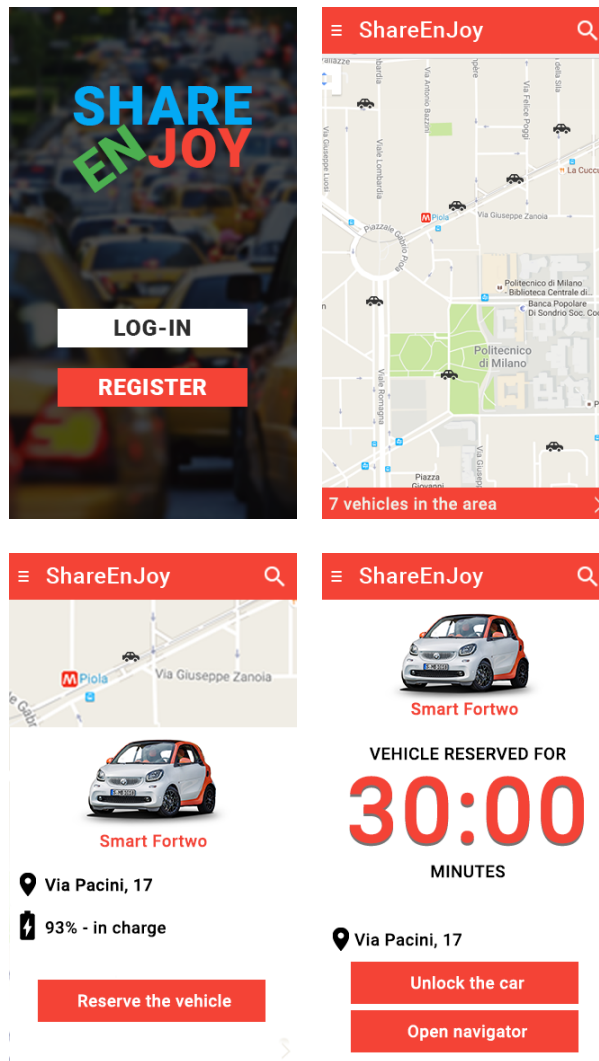 SHARE
EN JOY
LOG-IN
REGISTER
ShareEnJoy
Via Antonio Bazzini
Via Felice Poggi
Via Giuseppe Luosi
Viale Lombardia
La Cuccu
Piola
Via Giuseppe Zanoia
Piazzale Gabrio Piola
Politecnico di Milano
- Biblioteca Centrale di...
Banca Popolare
Di Sondrio Soc. Coo
Politecnico
di Milano
Viale Romagna
Piazza
7 vehicles in the area
ShareEnJoy
M Piola
Via Giuseppe Zanoia
Smart Fortwo
Via Pacini, 17
93% - in charge
Reserve the vehicle
ShareEnJoy
Smart Fortwo
VEHICLE RESERVED FOR
30:00
MINUTES
Via Pacini, 17
Unlock the car
Open navigator